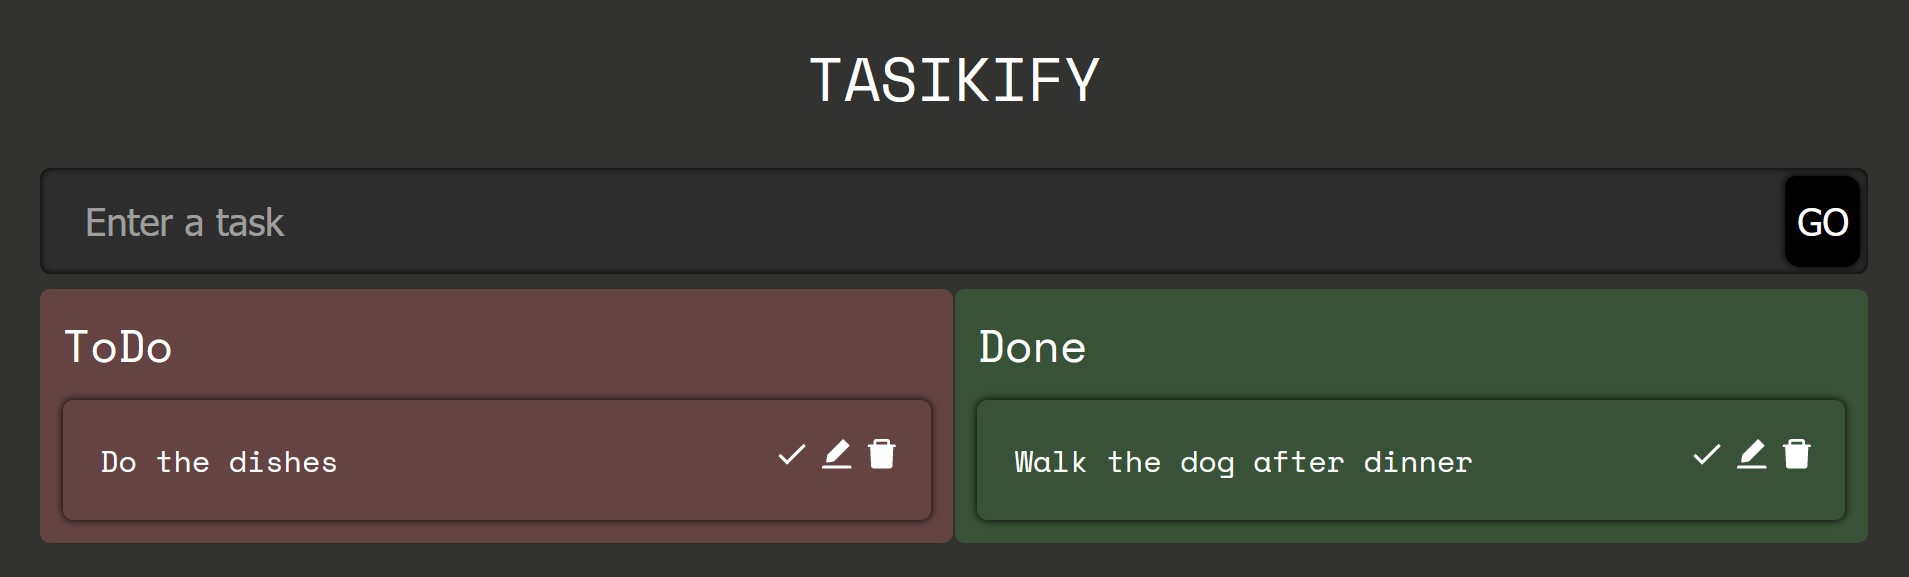 TASIKIFY
Enter a task
GO
ToDo
Do the dishes
Done
Walk the dog after dinner